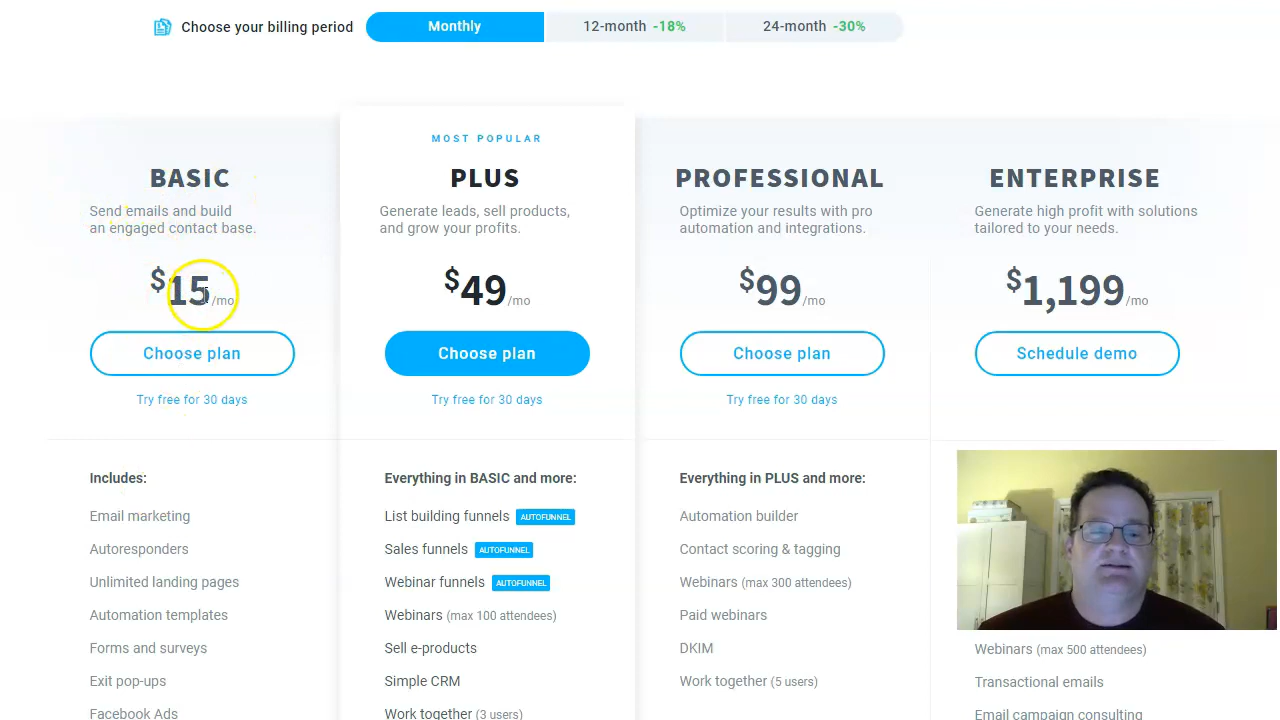 Choose your billing period
Monthly
12-month -18%
24-month -30%
MOST POPULAR
BASIC
Send emails and build
an engaged contact base.
$15/mo
Choose plan
Try free for 30 days
Includes:
Email marketing
Autoresponders
Unlimited landing pages
Automation templates
Forms and surveys
Exit pop-ups
Facebook Ads
PLUS
Generate leads, sell products,
and grow your profits.
$49/mo
Choose plan
Try free for 30 days
Everything in BASIC and more:
List building funnels AUTOFUNNEL
Sales funnels AUTOFUNNEL
Webinar funnels AUTOFUNNEL
Webinars (max 100 attendees)
Sell e-products
Simple CRM
Work together (3 users)
PROFESSIONAL
Optimize your results with pro
automation and integrations.
$99/mo
Choose plan
Try free for 30 days
Everything in PLUS and more:
Automation builder
Contact scoring & tagging
Webinars (max 300 attendees)
Paid webinars
DKIM
Work together (5 users)
ENTERPRISE
Generate high profit with solutions
tailored to your needs.
$1,199/mo
Schedule demo
Webinars (max 500 attendees)
Transactional emails
Email campaign consulting